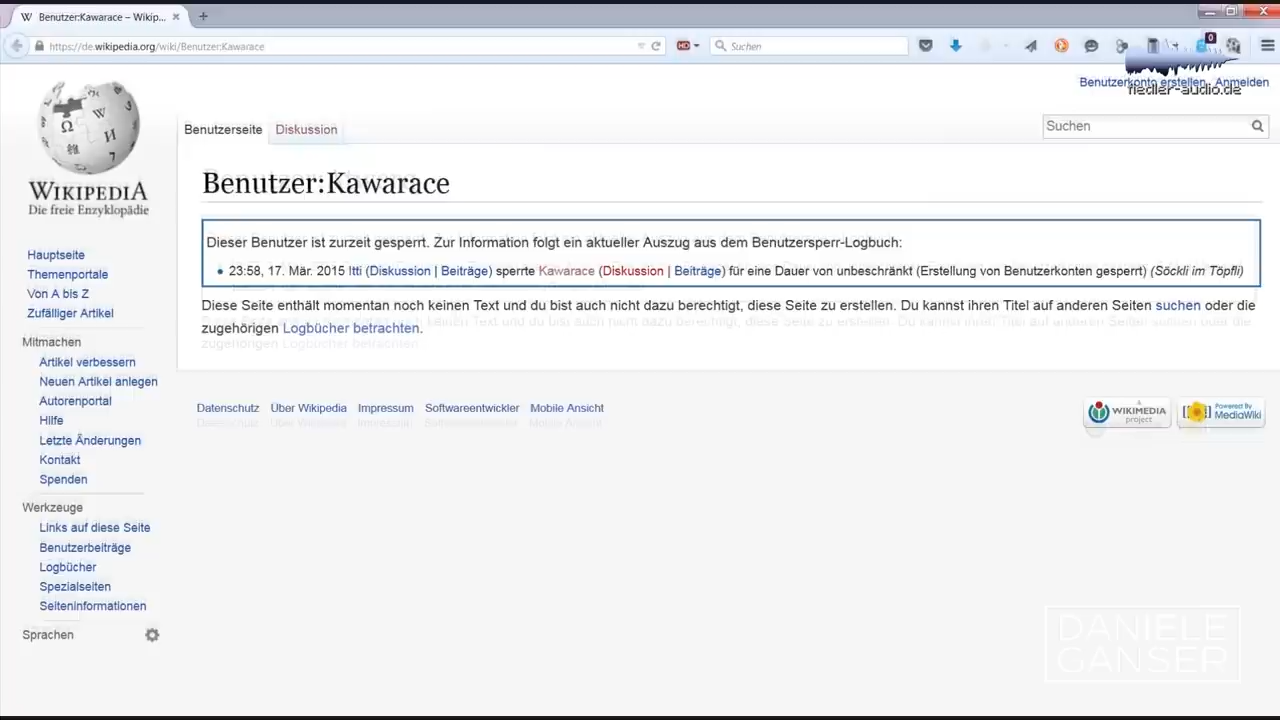 Benutzer:Kawarace – Wikip...
https://de.wikipedia.org/wiki/Benutzer:Kawarace
HD
Suchen
0
fiedler-audio.de
Benutzerkonto erstellen Anmelden
Benutzerseite Diskussion
Suchen
WIKIPEDIA
Die freie Enzyklopädie
Benutzer:Kawarace
Dieser Benutzer ist zurzeit gesperrt. Zur Information folgt ein aktueller Auszug aus dem Benutzersperr-Logbuch:
• 23:58, 17. Mär. 2015 Itti (Diskussion | Beiträge) sperrte Kawarace (Diskussion | Beiträge) für eine Dauer von unbeschränkt (Erstellung von Benutzerkonten gesperrt) (Söckli im Töpfli)
Diese Seite enthält momentan noch keinen Text und du bist auch nicht dazu berechtigt, diese Seite zu erstellen. Du kannst ihren Titel auf anderen Seiten suchen oder die
zugehörigen Logbücher betrachten.
Hauptseite
Themenportale
Von A bis Z
Zufälliger Artikel
Mitmachen
Artikel verbessern
Neuen Artikel anlegen
Autorenportal
Hilfe
Letzte Änderungen
Kontakt
Spenden
Werkzeuge
Links auf diese Seite
Benutzerbeiträge
Logbücher
Spezialseiten
Seiteninformationen
Sprachen
Datenschutz Über Wikipedia Impressum Softwareentwickler Mobile Ansicht
A
WIKIMEDIA
project
Powered By
MediaWiki
DANIELE
GANSER